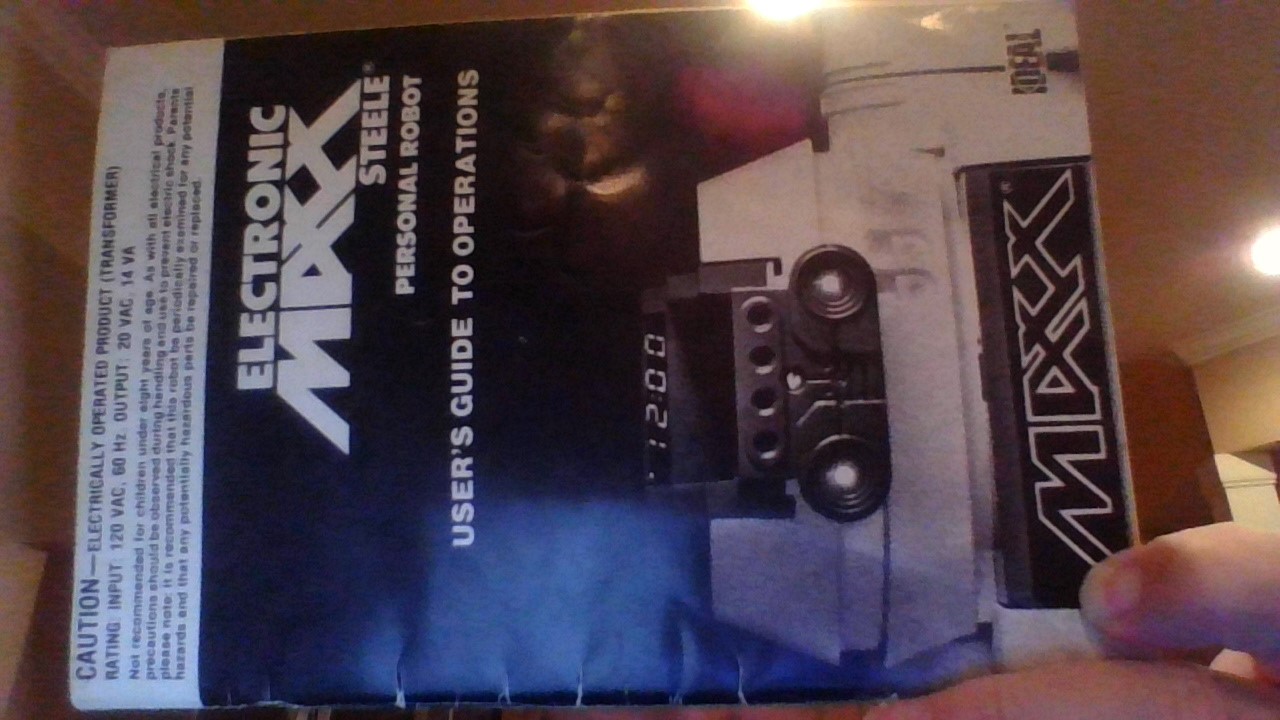 CAUTION—ELECTRICALLY OPERATED PRODUCT (TRANSFORMER)
RATING: INPUT: 120 VAC, 60 Hz. OUTPUT: 20 VAC, 14 VA
Not recommended for children under eight years of age. As with all electrical products,
precautions should be observed during handling and use to prevent electric shock. Parents
please note: it is recommended that this robot be periodically examined for any potential
hazards and that any potentially hazardous parts be repaired or replaced.
ELECTRONIC
MAXX
STEELE®
PERSONAL ROBOT
USER'S GUIDE TO OPERATIONS
12:00
MAXX®
IDEAL